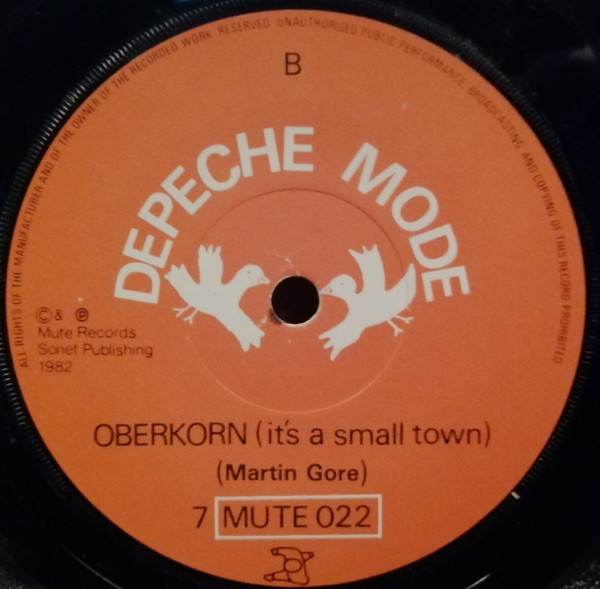 ALL RIGHTS OF THE MANUFACTURER AND OF THE OWNER OF THE RECORDED WORK RESERVED UNAUTHORISED PUBLIC PERFORMANCE BROADCASTING AND COPYING OF THIS RECORD PROHIBITED
B
DEPECHE MODE
© & ℗
Mute Records
Sonet Publishing
1982
OBERKORN (it's a small town)
(Martin Gore)
7 MUTE 022